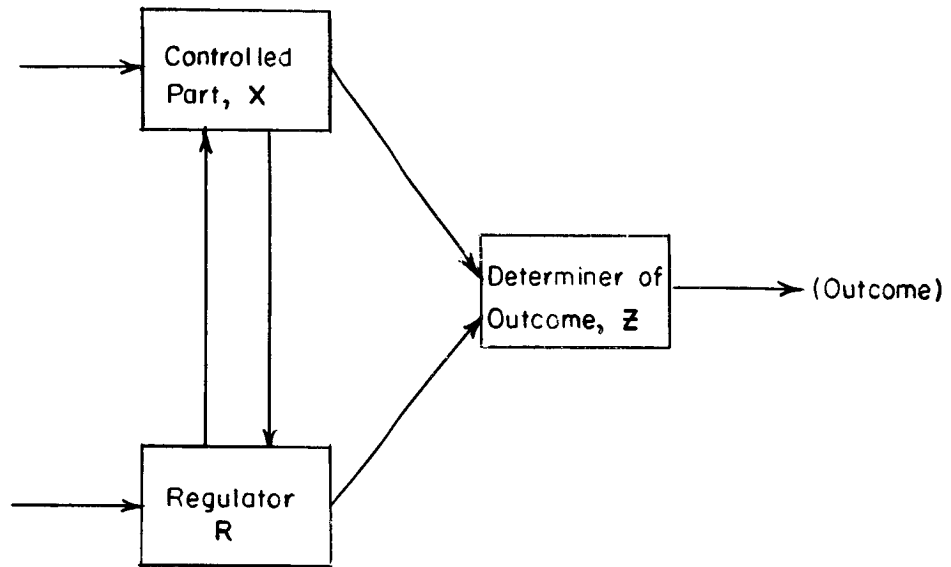 Controlled
Part, X
Determiner of
Outcome, Z
(Outcome)
Regulator
R